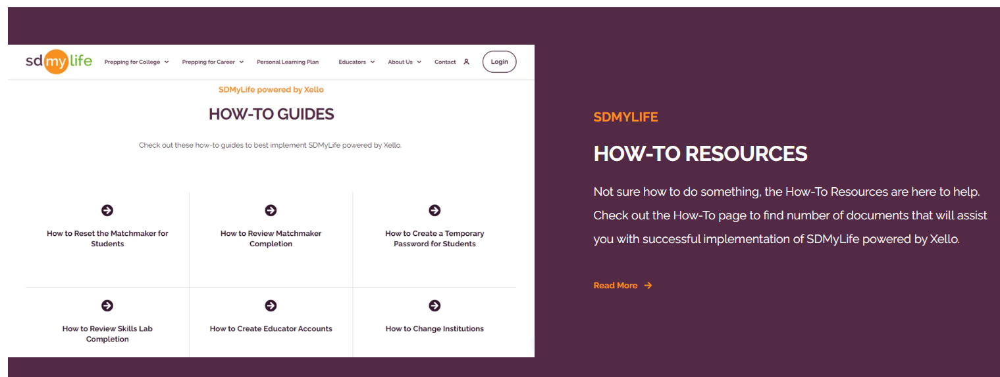 sdmylife
Prepping for College
Prepping for Career
Personal Learning Plan
Educators
About Us
Contact
Login
SDMyLife powered by Xello
HOW-TO GUIDES
Check out these how-to guides to best implement SDMyLife powered by Xello.
How to Reset the Matchmaker for
Students
How to Review Matchmaker
Completion
How to Create a Temporary
Password for Students
How to Review Skills Lab
Completion
How to Create Educator Accounts
How to Change Institutions
SDMYLIFE
HOW-TO RESOURCES
Not sure how to do something, the How-To Resources are here to help.
Check out the How-To page to find number of documents that will assist
you with successful implementation of SDMyLife powered by Xello.
Read More